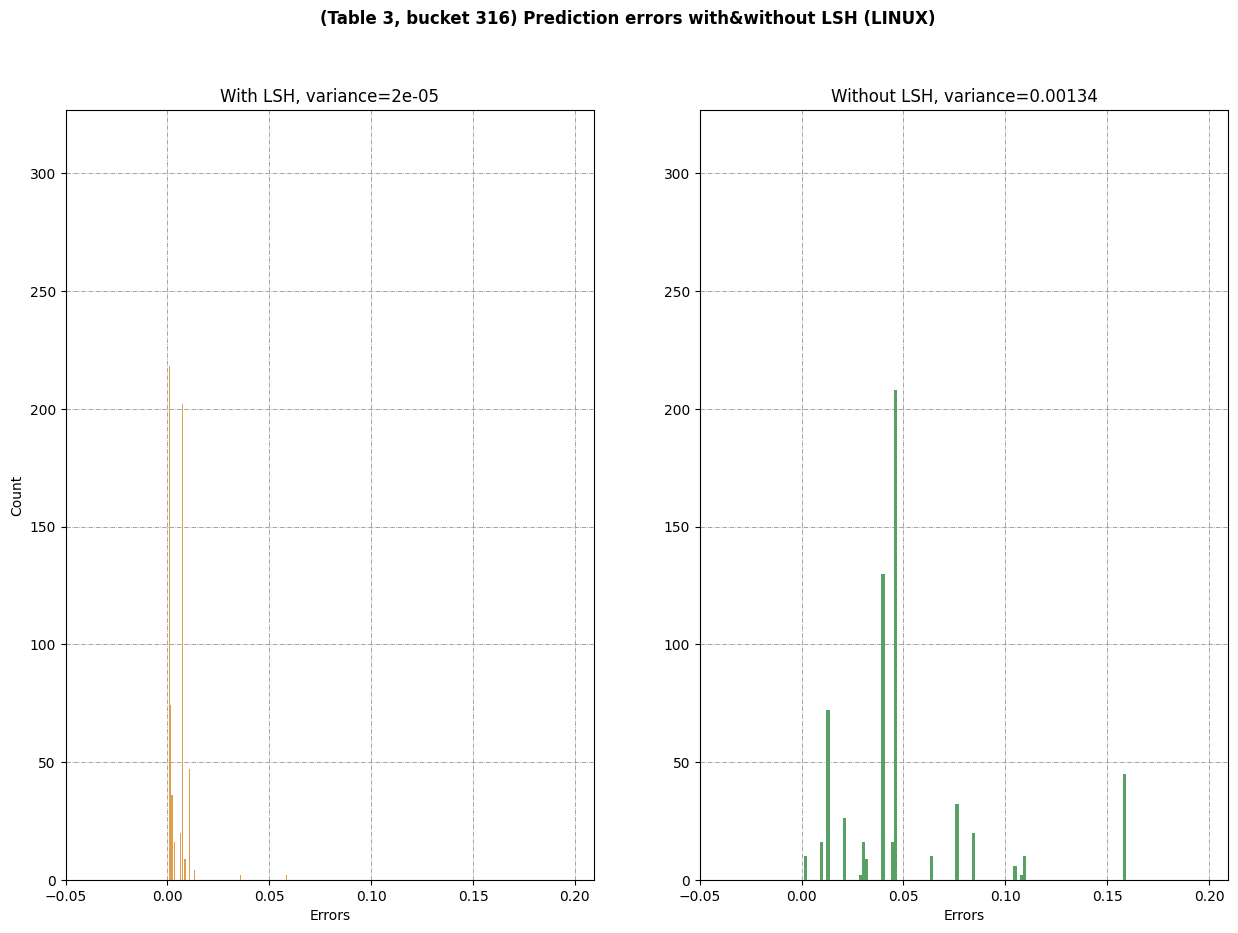 (Table 3, bucket 316) Prediction errors with&without LSH (LINUX)
With LSH, variance=2e-05
300
250
200
150
100
50
0
Count
−0.05 0.00 0.05 0.10 0.15 0.20
Errors
Without LSH, variance=0.00134
300
250
200
150
100
50
0
−0.05 0.00 0.05 0.10 0.15 0.20
Errors